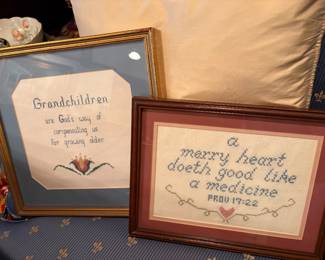 Grandchildren
are God's way of
compensating us
for growing older
a
merry heart
doeth good like
a medicine
PROV 17:22